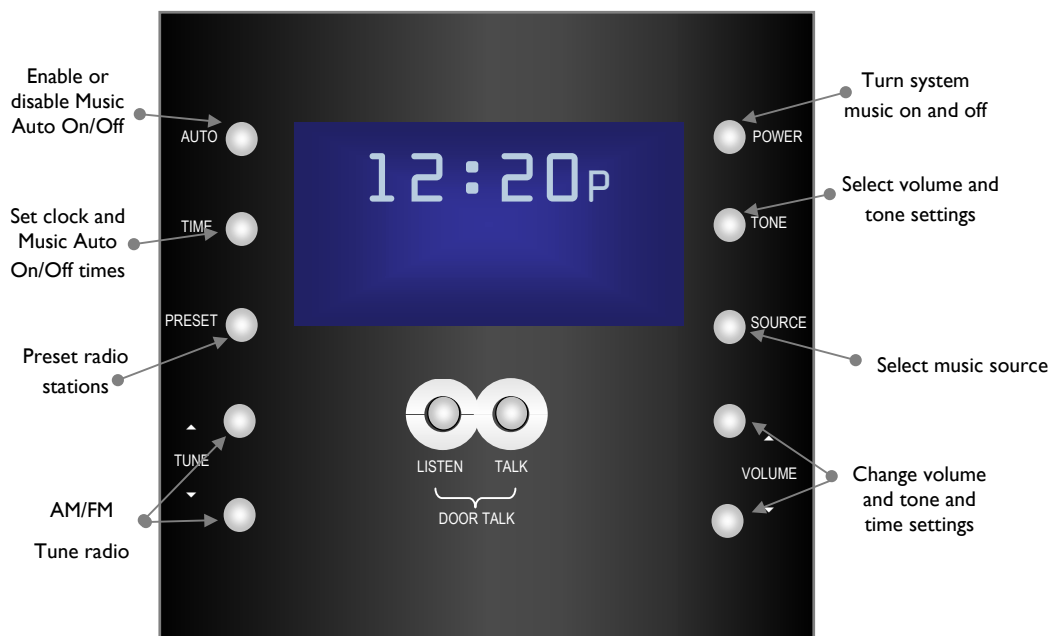 Enable or
disable Music
Auto On/Off
AUTO
Set clock and
Music Auto
On/Off times
TIME
PRESET
Preset radio
stations
TUNE
AM/FM
Tune radio
12:20P
LISTEN TALK
DOOR TALK
Turn system
music on and off
POWER
Select volume and
tone settings
TONE
SOURCE
Select music source
VOLUME
Change volume
and tone and
time settings